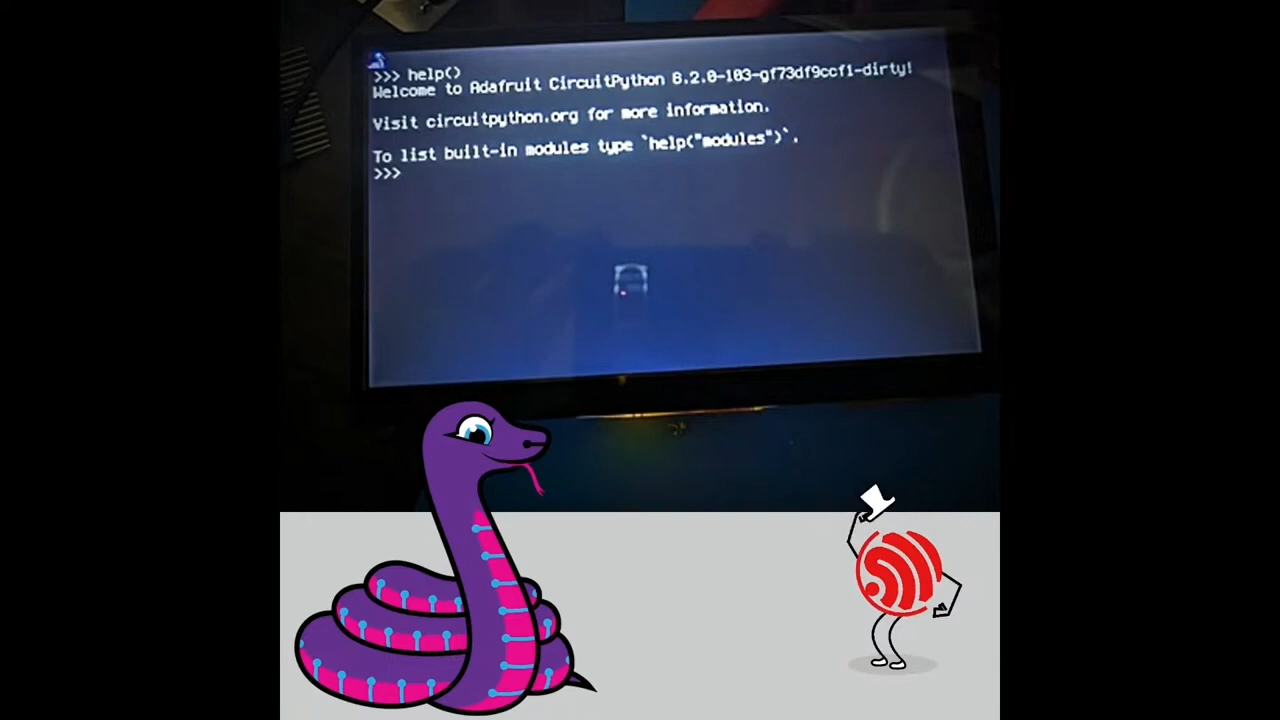 >>> help()
Welcome to Adafruit CircuitPython 8.2.0-103-gf73df9ccf1-dirty!
Visit circuitpython.org for more information.
To list built-in modules type `help("modules")`.
>>>